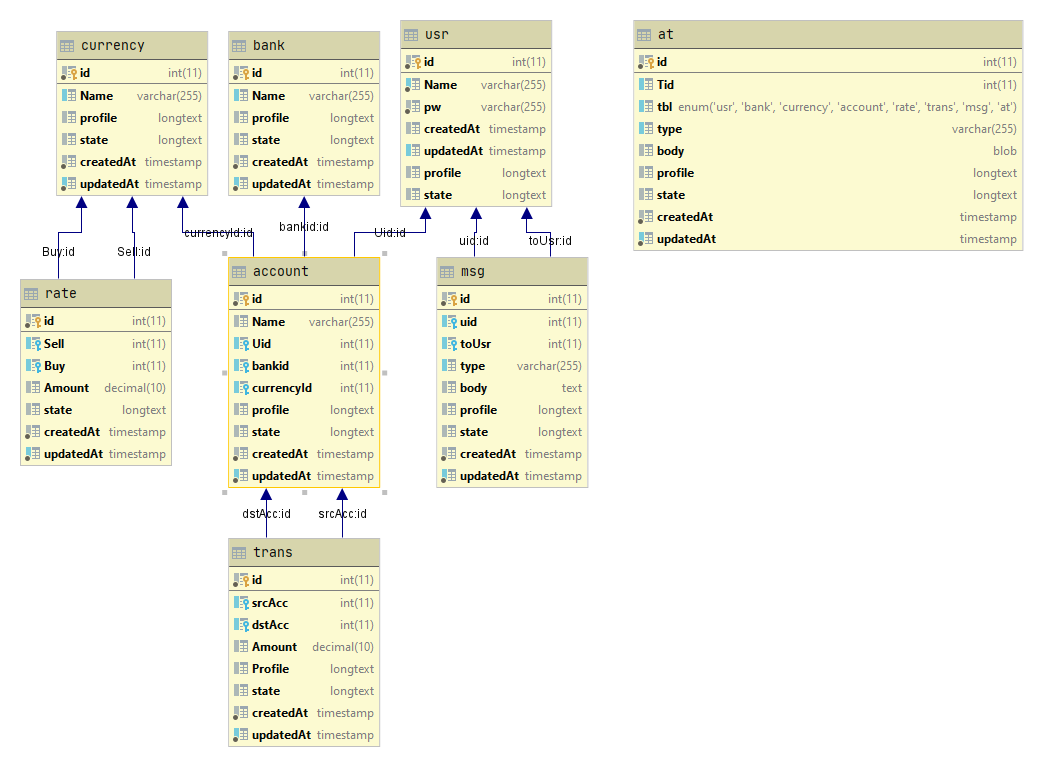 currency
id int(11)
Name varchar(255)
profile longtext
state longtext
createdAt timestamp
updatedAt timestamp
bank
id int(11)
Name varchar(255)
profile longtext
state longtext
createdAt timestamp
updatedAt timestamp
usr
id int(11)
Name varchar(255)
pw varchar(255)
createdAt timestamp
updatedAt timestamp
profile longtext
state longtext
at
id int(11)
Tid int(11)
tbl enum('usr', 'bank', 'currency', 'account', 'rate', 'trans', 'msg', 'at')
type varchar(255)
body blob
profile longtext
state longtext
createdAt timestamp
updatedAt timestamp
Buy:id
Sell:id
currencyId:id
bankid:id
Uid:id
uid:id
toUsr:id
rate
id int(11)
Sell int(11)
Buy int(11)
Amount decimal(10)
state longtext
createdAt timestamp
updatedAt timestamp
account
id int(11)
Name varchar(255)
Uid int(11)
bankid int(11)
currencyId int(11)
profile longtext
state longtext
createdAt timestamp
updatedAt timestamp
msg
id int(11)
uid int(11)
toUsr int(11)
type varchar(255)
body text
profile longtext
state longtext
createdAt timestamp
updatedAt timestamp
dstAcc:id
srcAcc:id
trans
id int(11)
srcAcc int(11)
dstAcc int(11)
Amount decimal(10)
Profile longtext
state longtext
createdAt timestamp
updatedAt timestamp